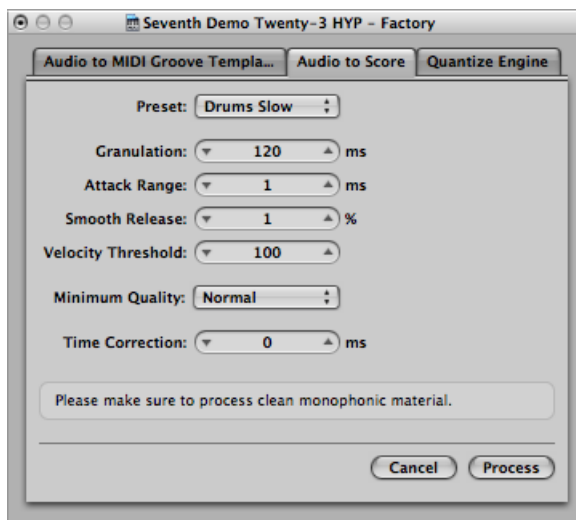 Seventh Demo Twenty-3 HYP - Factory
Audio to MIDI Groove Templa... Audio to Score Quantize Engine
Preset: Drums Slow
Granulation: 120 ms
Attack Range: 1 ms
Smooth Release: 1 %
Velocity Threshold: 100
Minimum Quality: Normal
Time Correction: 0 ms
Please make sure to process clean monophonic material.
Cancel Process